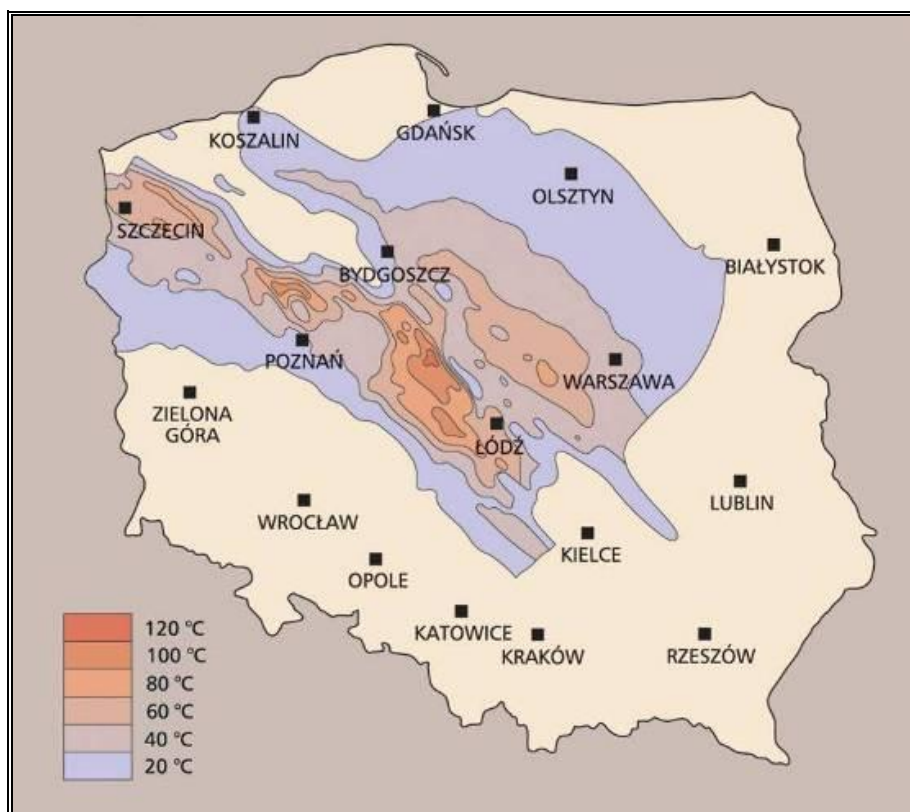 KOSZALIN
GDAŃSK
OLSZTYN
SZCZECIN
BYDGOSZCZ
BIAŁYSTOK
POZNAŃ
WARSZAWA
ZIELONA
GÓRA
ŁÓDŹ
LUBLIN
WROCŁAW
KIELCE
OPOLE
KATOWICE
KRAKÓW
RZESZÓW
120 °C
100 °C
80 °C
60 °C
40 °C
20 °C